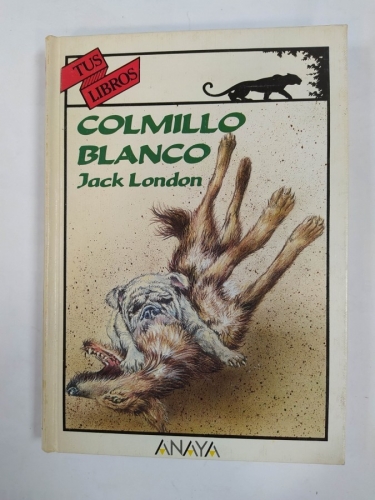 TUS
LIBROS
COLMILLO
BLANCO
Jack London
ANAYA